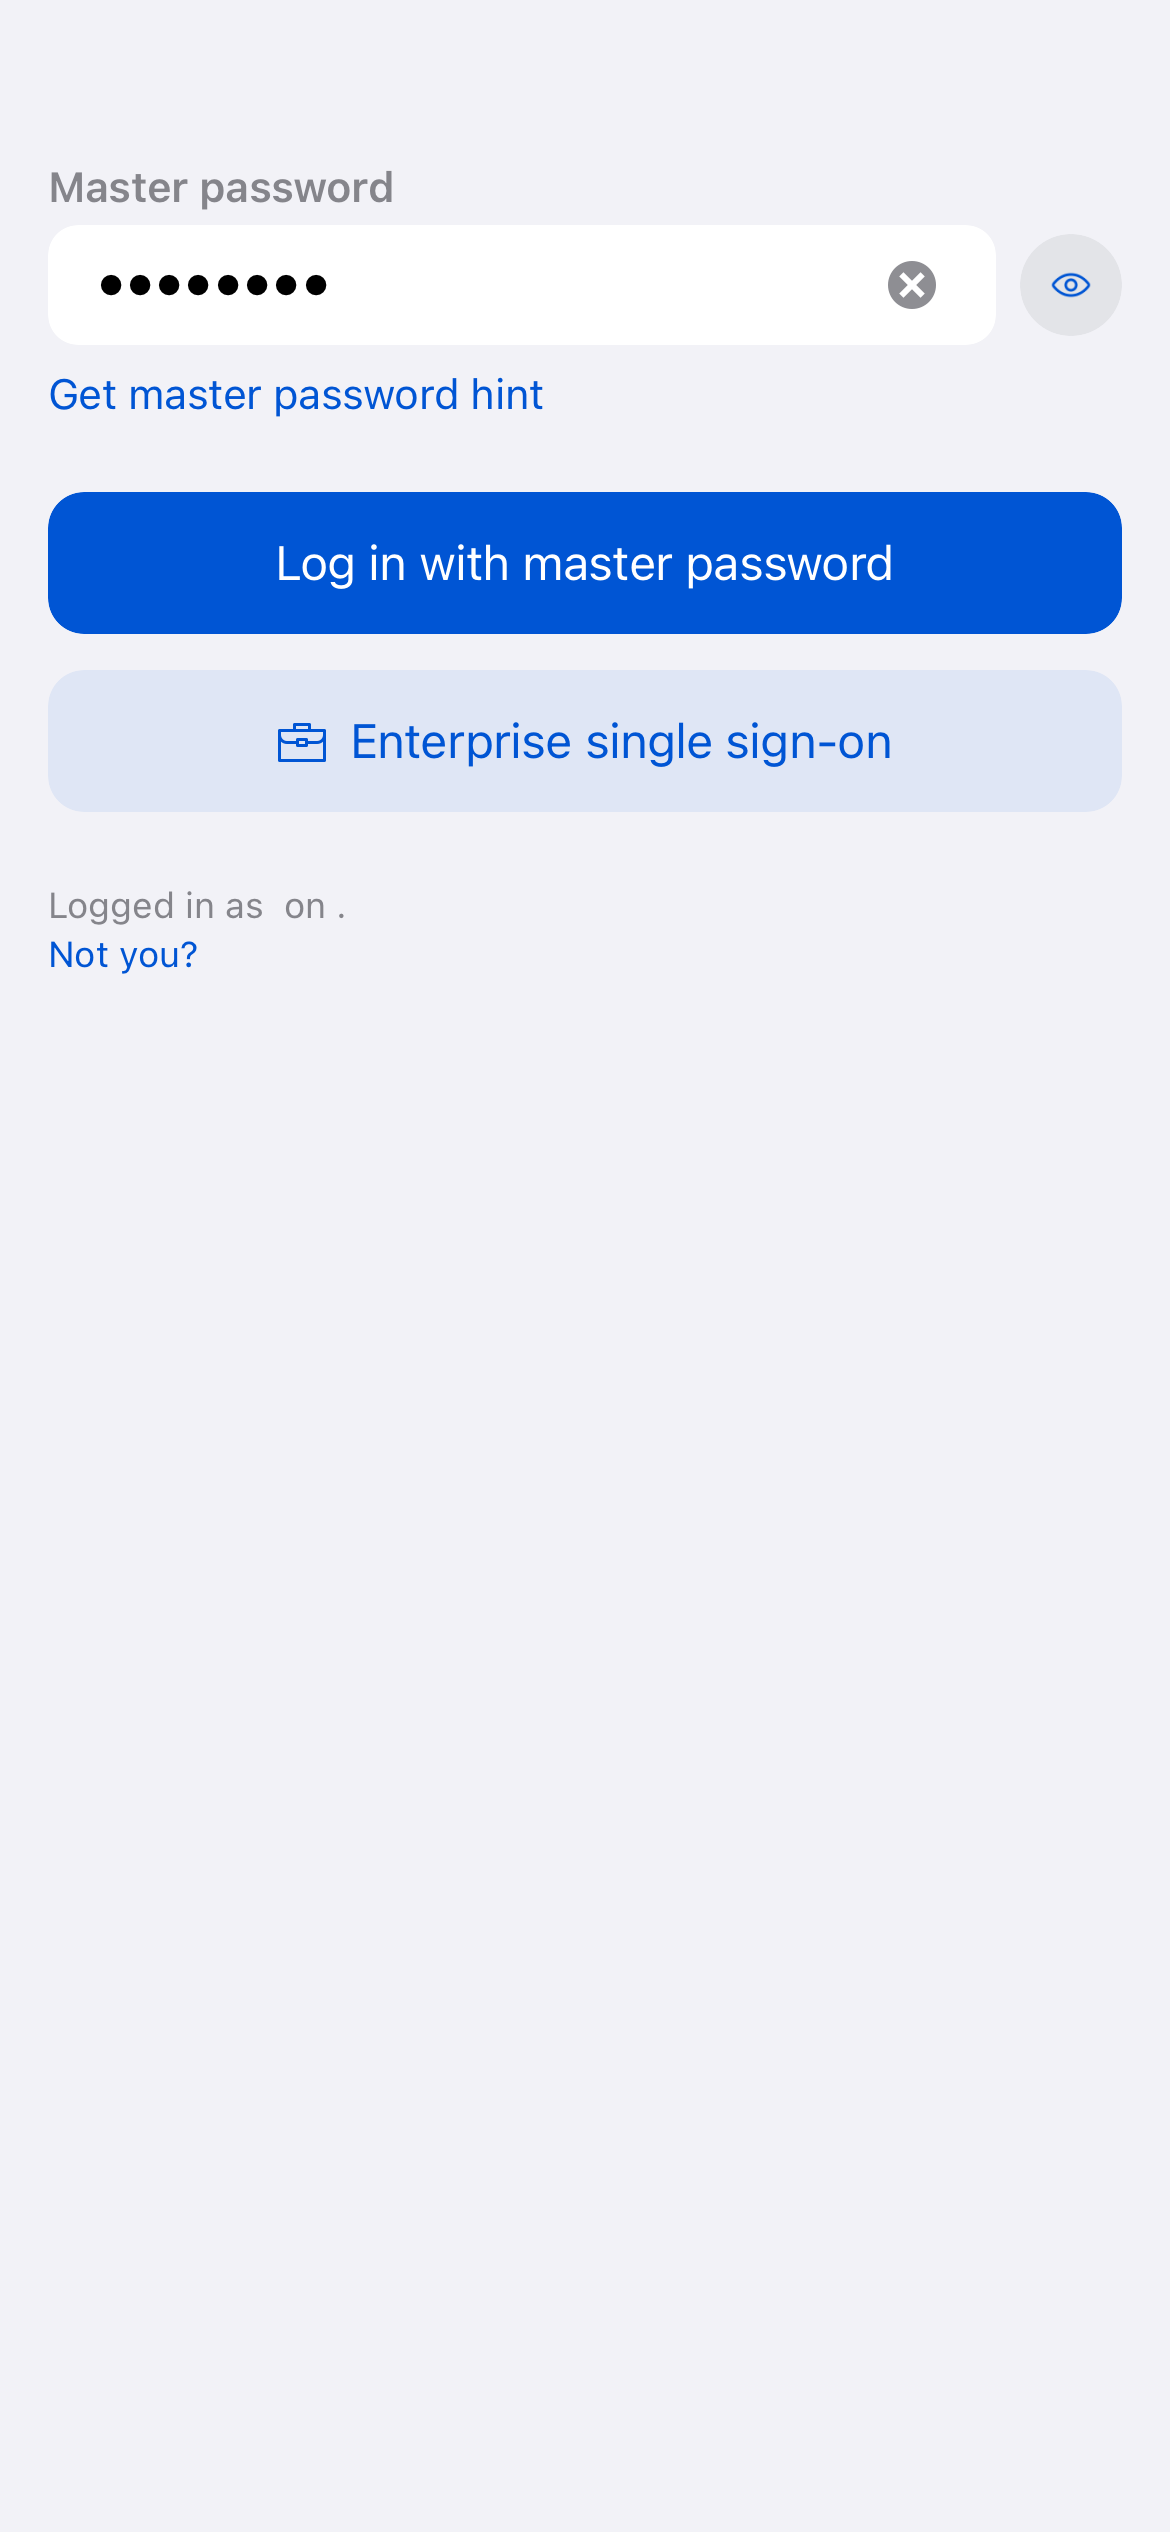 Master password
••••••••
Get master password hint
Log in with master password
Enterprise single sign-on
Logged in as  on .
Not you?